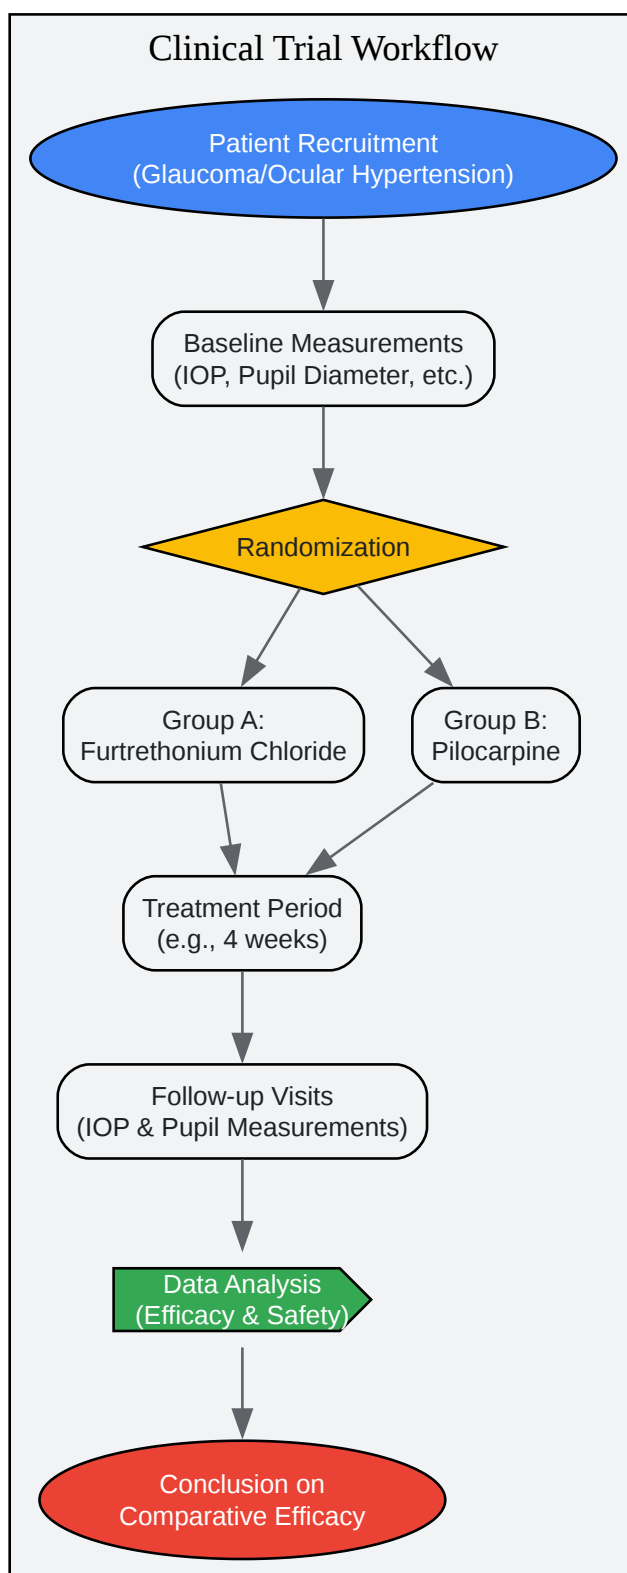 Clinical Trial Workflow
Patient Recruitment
(Glaucoma/Ocular Hypertension)
Baseline Measurements
(IOP, Pupil Diameter, etc.)
Randomization
Group A:
Furtrethonium Chloride
Group B:
Pilocarpine
Treatment Period
(e.g., 4 weeks)
Follow-up Visits
(IOP & Pupil Measurements)
Data Analysis
(Efficacy & Safety)
Conclusion on
Comparative Efficacy